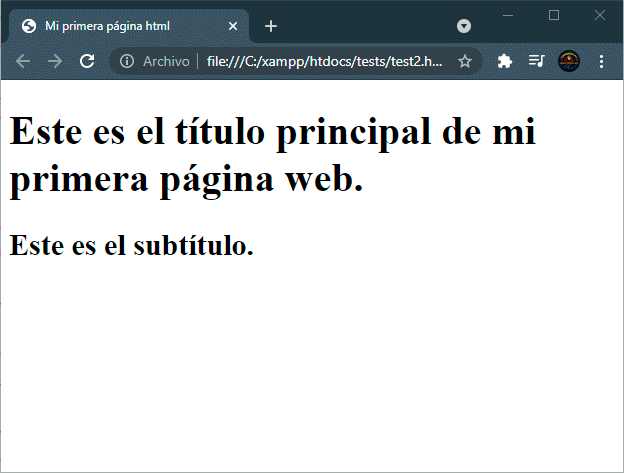 Mi primera página html
Archivo file:///C:/xampp/htdocs/tests/test2.h...
Este es el título principal de mi
primera página web.
Este es el subtítulo.